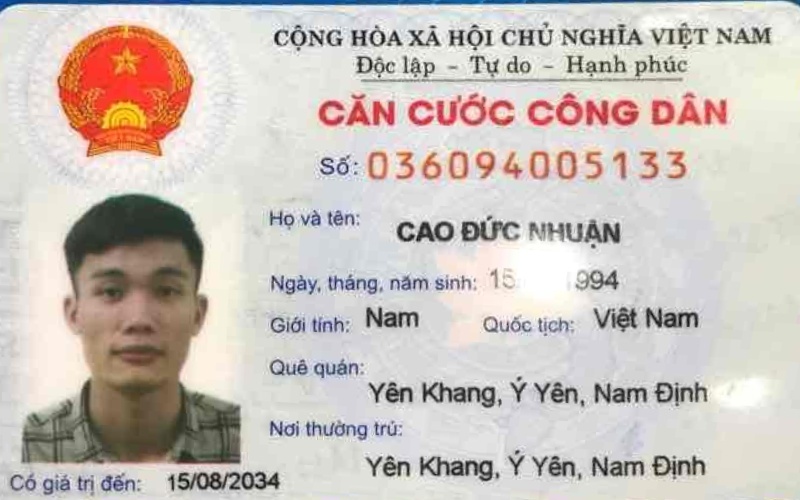 CỘNG HÒA XÃ HỘI CHỦ NGHĨA VIỆT NAM
Độc lập - Tự do - Hạnh phúc
CĂN CƯỚC CÔNG DÂN
Số: 036094005133
Họ và tên: CAO ĐỨC NHUẬN
Ngày, tháng, năm sinh: 15 1994
Giới tính: Nam Quốc tịch: Việt Nam
Quê quán:
Yên Khang, Ý Yên, Nam Định
Nơi thường trú:
Yên Khang, Ý Yên, Nam Định
Có giá trị đến: 15/08/2034